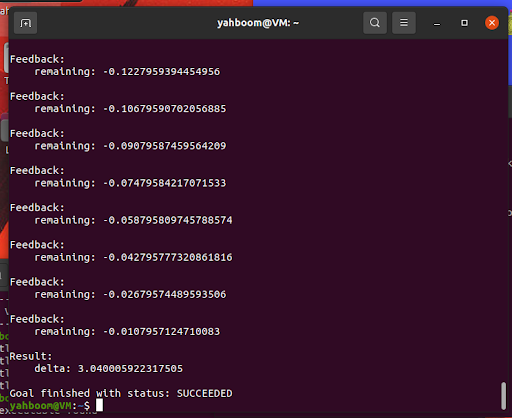 yahboom@VM: ~
Feedback:
remaining: -0.1227959394454956
Feedback:
remaining: -0.10679590702056885
Feedback:
remaining: -0.09079587459564209
Feedback:
remaining: -0.07479584217071533
Feedback:
remaining: -0.058795809745788574
Feedback:
remaining: -0.042795777320861816
Feedback:
remaining: -0.02679574489593506
Feedback:
remaining: -0.0107957124710083
Result:
delta: 3.040005922317505
Goal finished with status: SUCCEEDED
yahboom@VM:~$